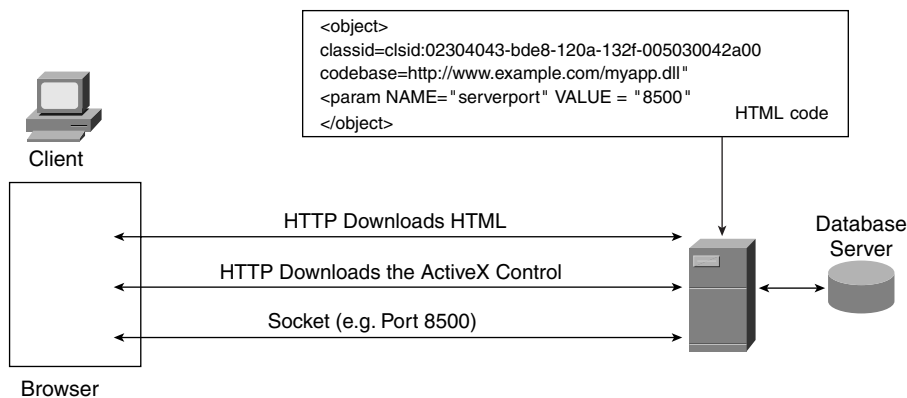 <object>
classid=clsid:02304043-bde8-120a-132f-005030042a00
codebase=http://www.example.com/myapp.dll"
<param NAME="serverport" VALUE = "8500"
</object>
HTML code
Client
HTTP Downloads HTML
HTTP Downloads the ActiveX Control
Socket (e.g. Port 8500)
Database
Server
Browser